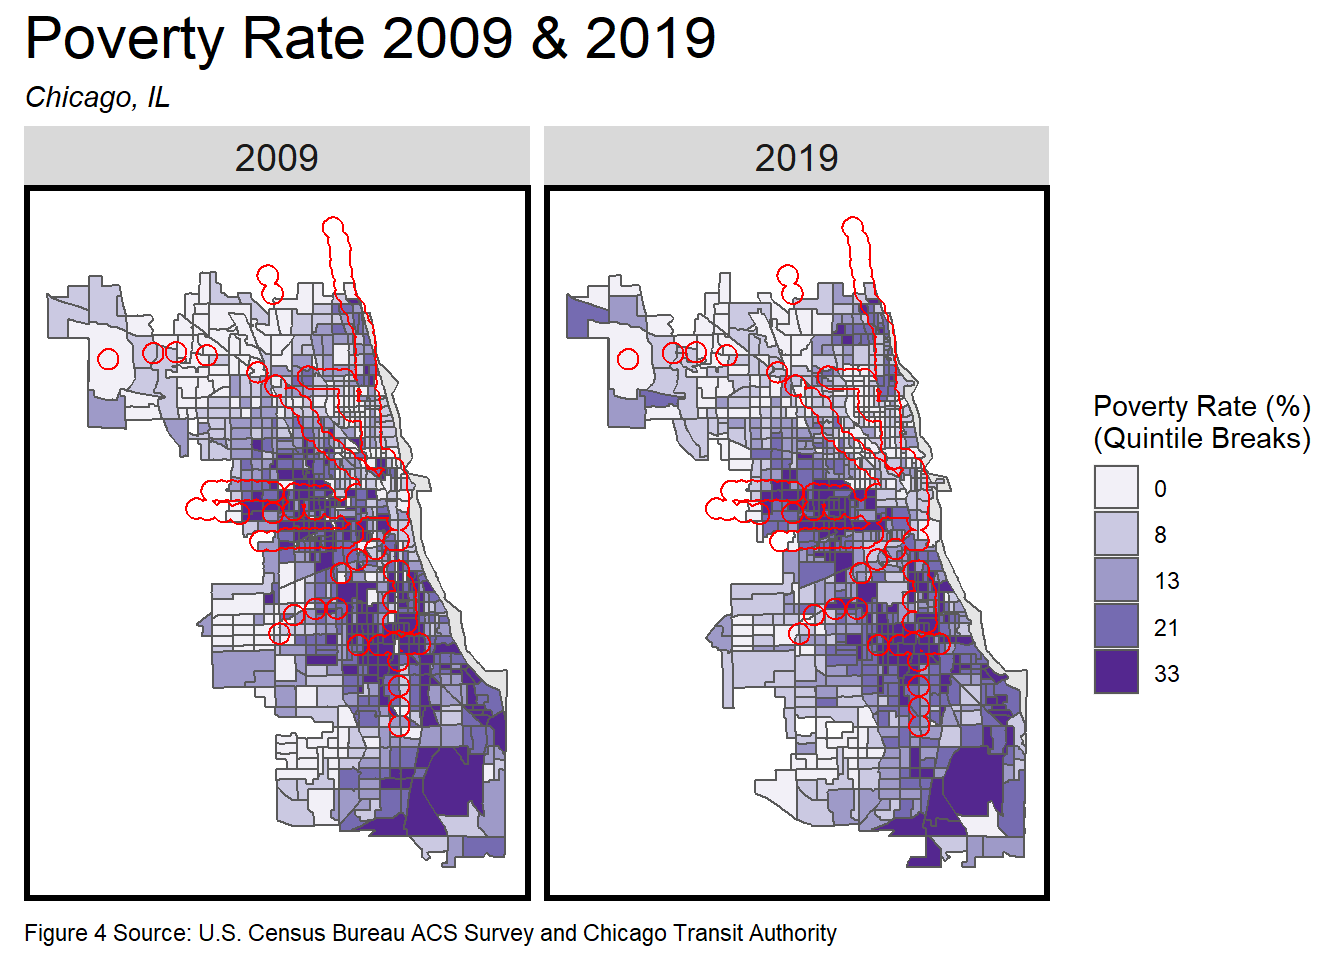 Poverty Rate 2009 & 2019
Chicago, IL
2009
2019
Poverty Rate (%)
(Quintile Breaks)
0
8
13
21
33
Figure 4 Source: U.S. Census Bureau ACS Survey and Chicago Transit Authority